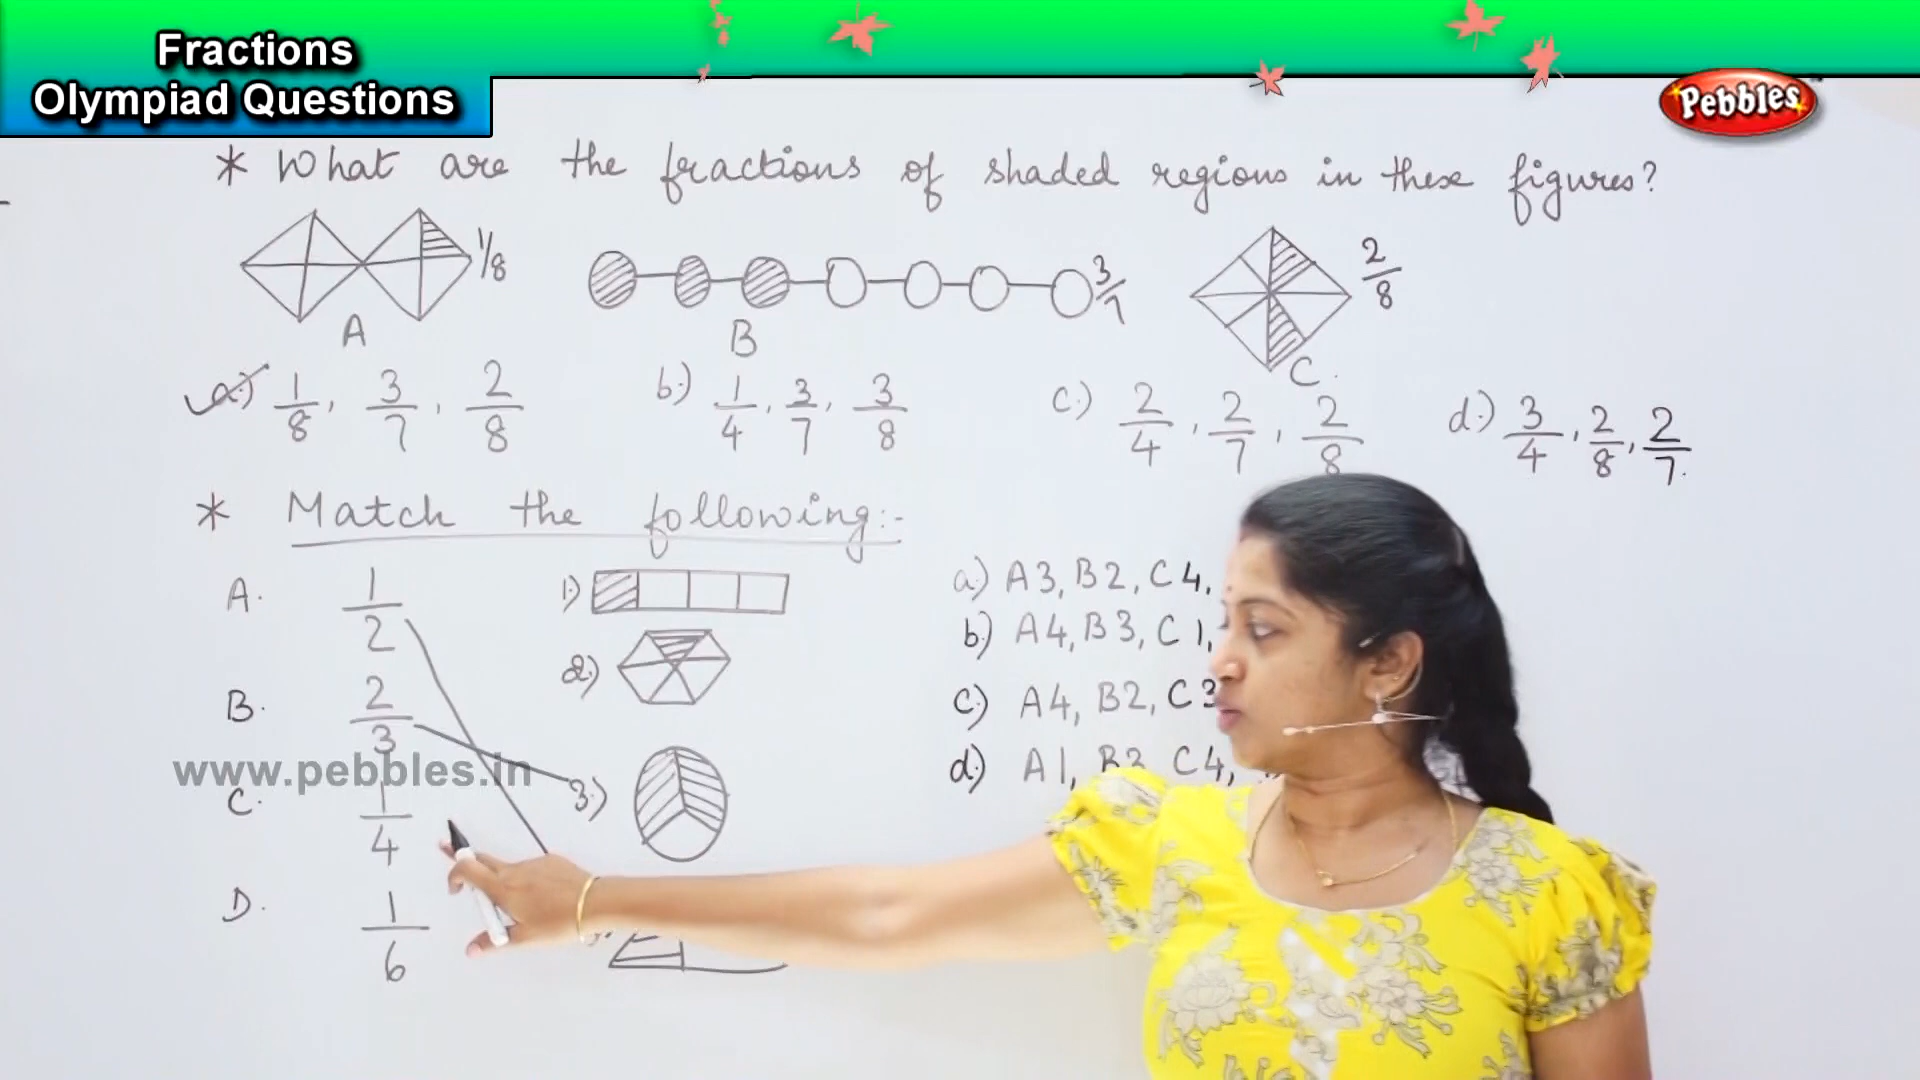 Fractions
Olympiad Questions
Pebbles
* What are the fractions of shaded regions in these figures?
1/8
3/7
2/8
A
B
C.
a.) 1/8, 3/7, 2/8
b.) 1/4, 3/7, 3/8
c.) 2/4, 2/7, 2/8
d.) 3/4, 2/8, 2/7.
* Match the following:-
A. 1/2 1.)
B. 2/3 2.)
C. 1/4 3.)
D. 1/6
a.) A3, B2, C4,
b.) A4, B3, C1,
c.) A4, B2, C3
d.) A1, B3, C4,
www.pebbles.in